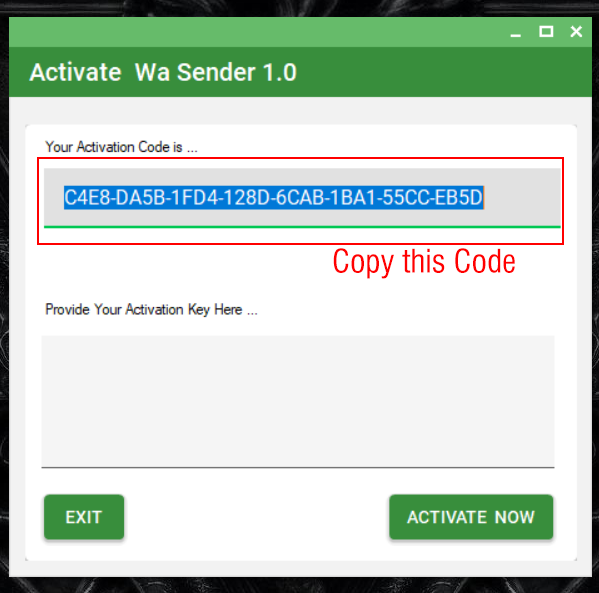 Activate Wa Sender 1.0
Your Activation Code is ...
C4E8-DA5B-1FD4-128D-6CAB-1BA1-55CC-EB5D
Copy this Code
Provide Your Activation Key Here ...
EXIT
ACTIVATE NOW